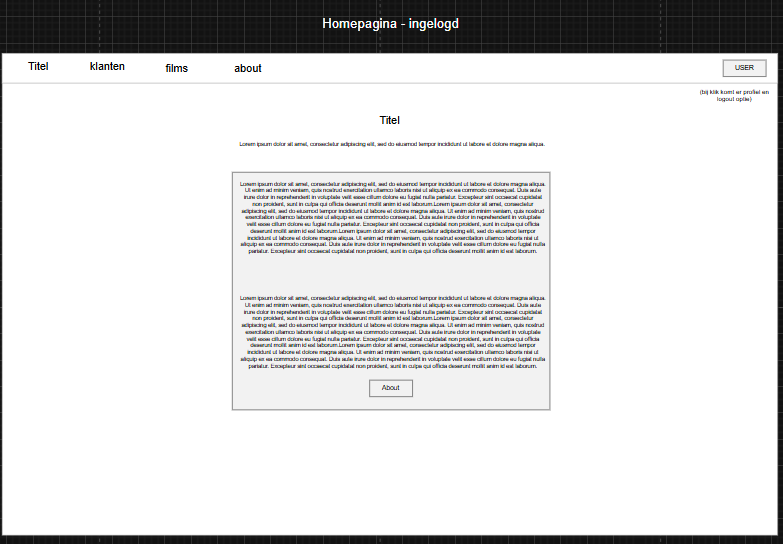 Homepagina - ingelogd
Titel
klanten
films
about
USER
(bij klik komt er profiel en
logout optie)
Titel
Lorem ipsum dolor sit amet, consectetur adipiscing elit, sed do eiusmod tempor incididunt ut labore et dolore magna aliqua.
Lorem ipsum dolor sit amet, consectetur adipiscing elit, sed do eiusmod tempor incididunt ut labore et dolore magna aliqua.
Ut enim ad minim veniam, quis nostrud exercitation ullamco laboris nisi ut aliquip ex ea commodo consequat. Duis aute
irure dolor in reprehenderit in voluptate velit esse cillum dolore eu fugiat nulla pariatur. Excepteur sint occaecat cupidatat
non proident, sunt in culpa qui officia deserunt mollit anim id est laborum.Lorem ipsum dolor sit amet, consectetur
adipiscing elit, sed do eiusmod tempor incididunt ut labore et dolore magna aliqua. Ut enim ad minim veniam, quis nostrud
exercitation ullamco laboris nisi ut aliquip ex ea commodo consequat. Duis aute irure dolor in reprehenderit in voluptate
velit esse cillum dolore eu fugiat nulla pariatur. Excepteur sint occaecat cupidatat non proident, sunt in culpa qui officia
deserunt mollit anim id est laborum.Lorem ipsum dolor sit amet, consectetur adipiscing elit, sed do eiusmod tempor
incididunt ut labore et dolore magna aliqua. Ut enim ad minim veniam, quis nostrud exercitation ullamco laboris nisi ut
aliquip ex ea commodo consequat. Duis aute irure dolor in reprehenderit in voluptate velit esse cillum dolore eu fugiat nulla
pariatur. Excepteur sint occaecat cupidatat non proident, sunt in culpa qui officia deserunt mollit anim id est laborum.
Lorem ipsum dolor sit amet, consectetur adipiscing elit, sed do eiusmod tempor incididunt ut labore et dolore magna aliqua.
Ut enim ad minim veniam, quis nostrud exercitation ullamco laboris nisi ut aliquip ex ea commodo consequat. Duis aute
irure dolor in reprehenderit in voluptate velit esse cillum dolore eu fugiat nulla pariatur. Excepteur sint occaecat cupidatat
non proident, sunt in culpa qui officia deserunt mollit anim id est laborum.Lorem ipsum dolor sit amet, consectetur
adipiscing elit, sed do eiusmod tempor incididunt ut labore et dolore magna aliqua. Ut enim ad minim veniam, quis nostrud
exercitation ullamco laboris nisi ut aliquip ex ea commodo consequat. Duis aute irure dolor in reprehenderit in voluptate
velit esse cillum dolore eu fugiat nulla pariatur. Excepteur sint occaecat cupidatat non proident, sunt in culpa qui officia
deserunt mollit anim id est laborum.Lorem ipsum dolor sit amet, consectetur adipiscing elit, sed do eiusmod tempor
incididunt ut labore et dolore magna aliqua. Ut enim ad minim veniam, quis nostrud exercitation ullamco laboris nisi ut
aliquip ex ea commodo consequat. Duis aute irure dolor in reprehenderit in voluptate velit esse cillum dolore eu fugiat nulla
pariatur. Excepteur sint occaecat cupidatat non proident, sunt in culpa qui officia deserunt mollit anim id est laborum.
About